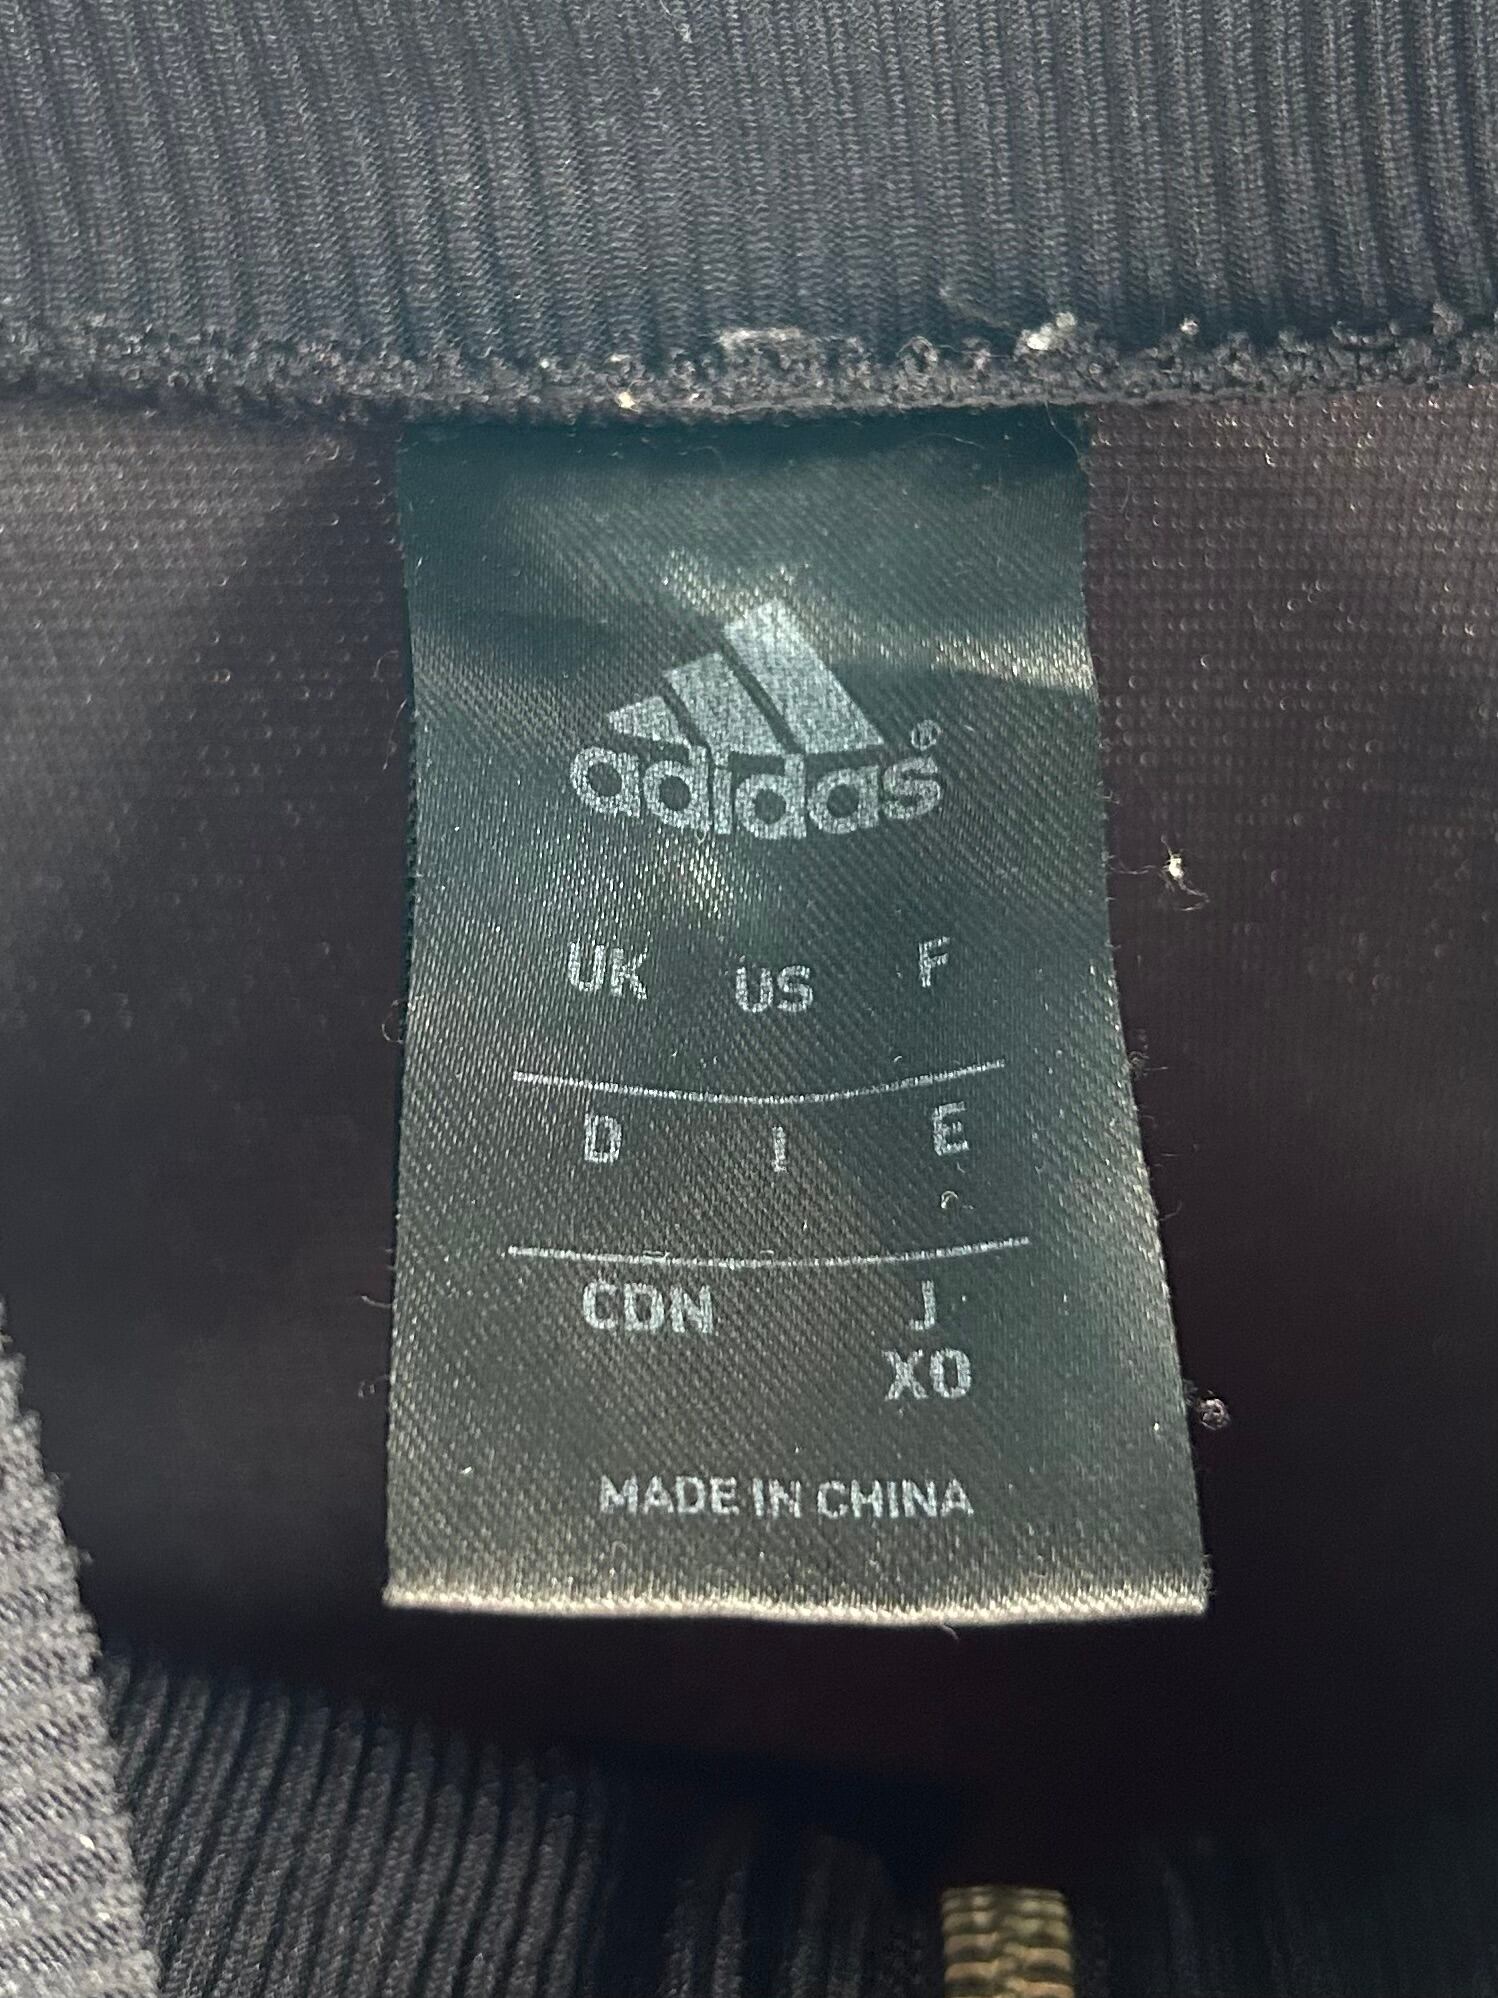 adidas®
UK US F
D I E
CDN J
XO
MADE IN CHINA